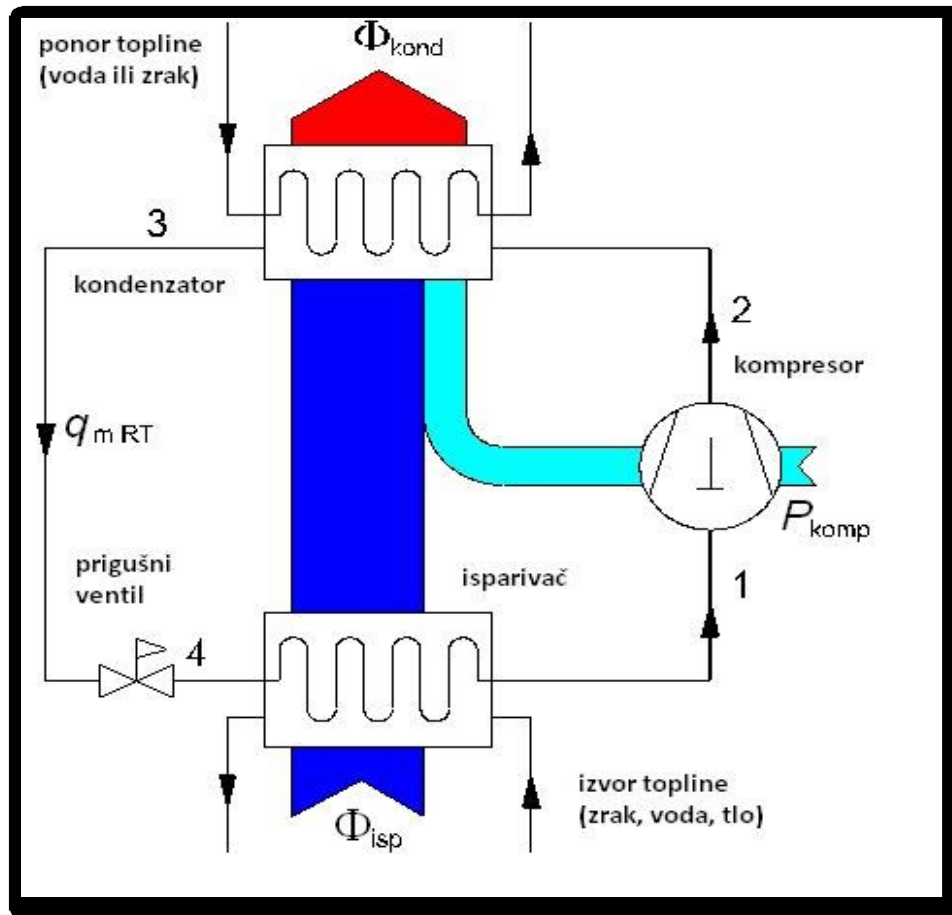 ponor topline
(voda ili zrak)
Φkond
3
kondenzator
2
kompresor
qm RT
Pkomp
prigušni
ventil
isparivač
1
4
izvor topline
(zrak, voda, tlo)
Φisp